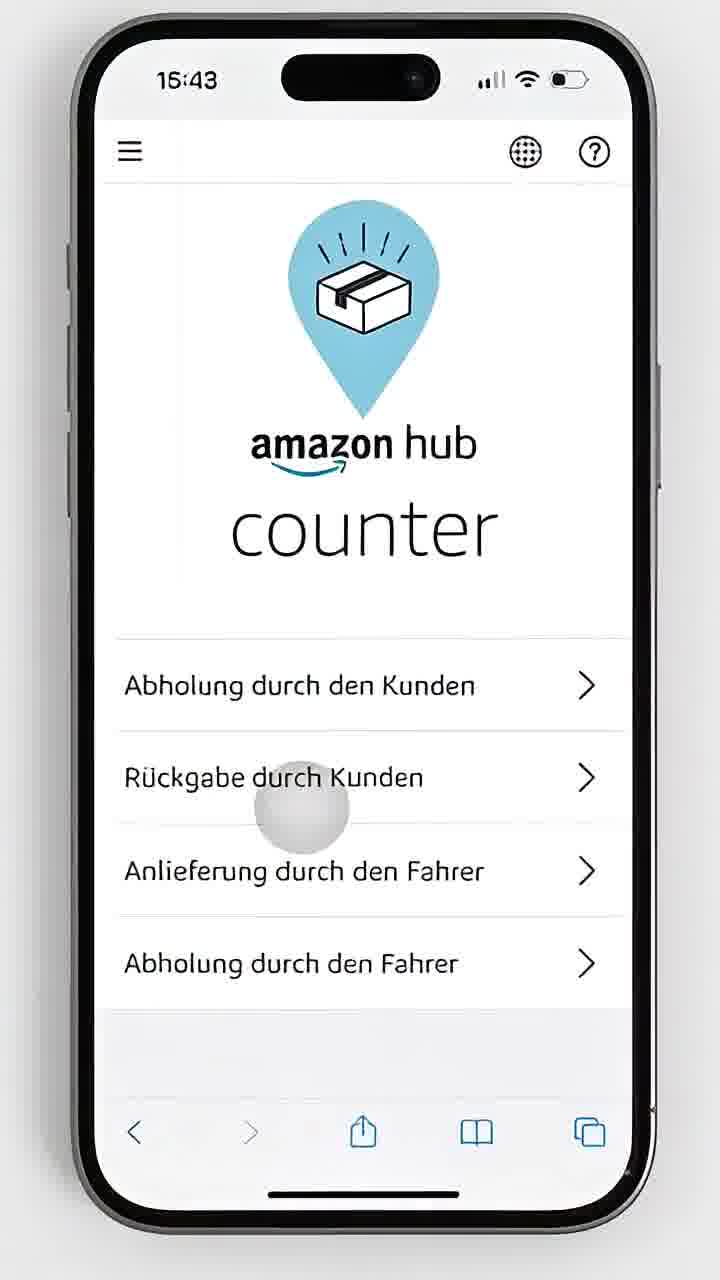 15:43
amazon hub
counter
Abholung durch den Kunden
Rückgabe durch Kunden
Anlieferung durch den Fahrer
Abholung durch den Fahrer